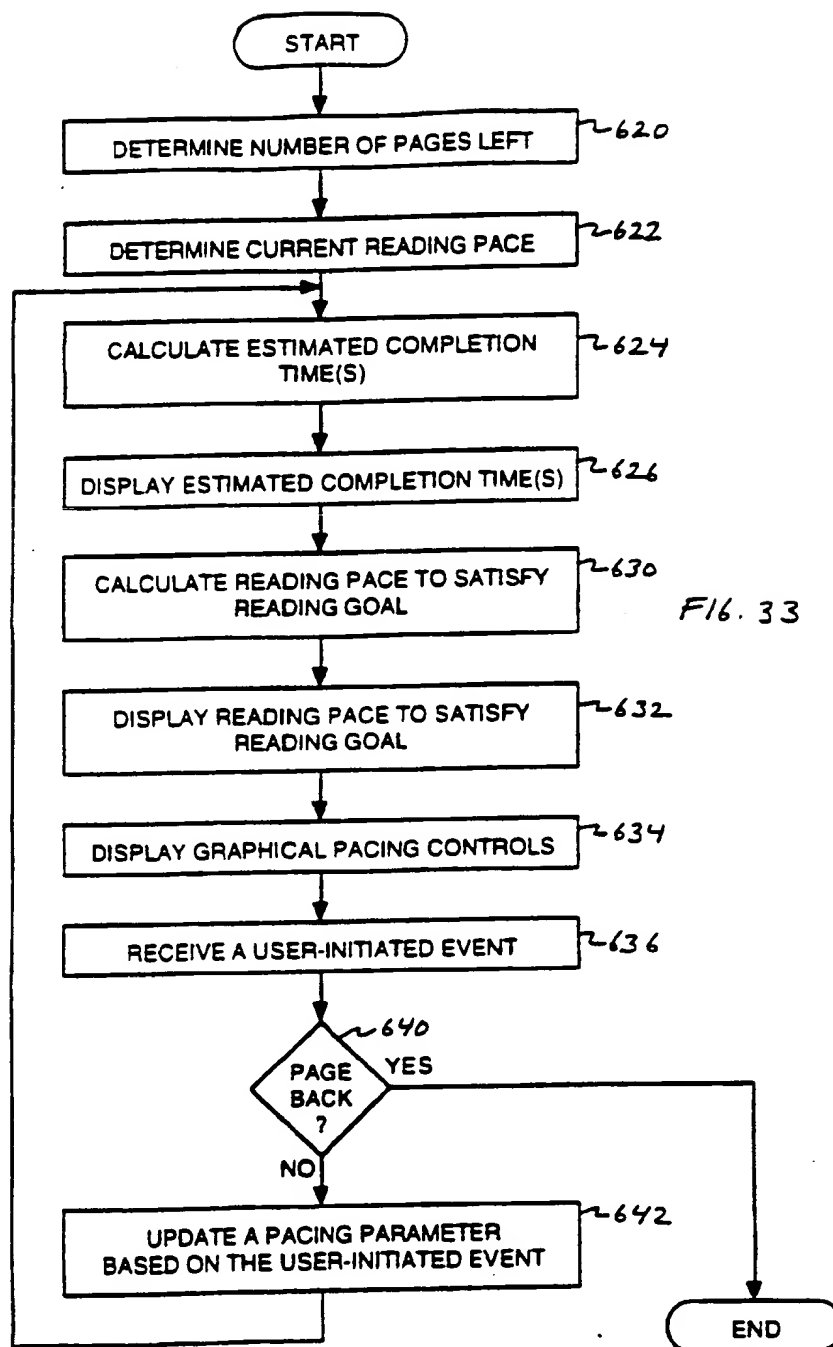 START
DETERMINE NUMBER OF PAGES LEFT
620
DETERMINE CURRENT READING PACE
622
CALCULATE ESTIMATED COMPLETION
TIME(S)
624
DISPLAY ESTIMATED COMPLETION TIME(S)
626
CALCULATE READING PACE TO SATISFY
READING GOAL
630
FIG. 33
DISPLAY READING PACE TO SATISFY
READING GOAL
632
DISPLAY GRAPHICAL PACING CONTROLS
634
RECEIVE A USER-INITIATED EVENT
636
640
PAGE
BACK
?
YES
NO
UPDATE A PACING PARAMETER
BASED ON THE USER-INITIATED EVENT
642
END